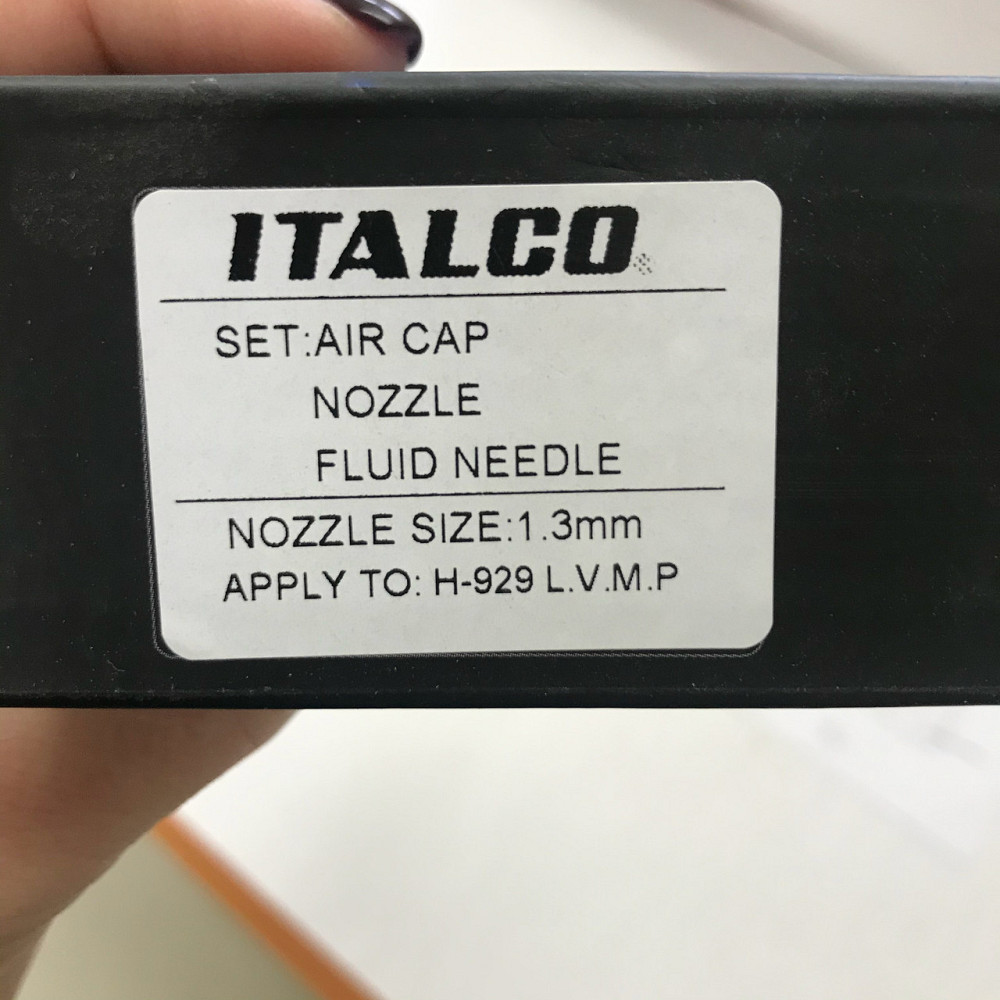 ITALCO
SET:AIR CAP
NOZZLE
FLUID NEEDLE
NOZZLE SIZE:1.3mm
APPLY TO: H-929 L.V.M.P